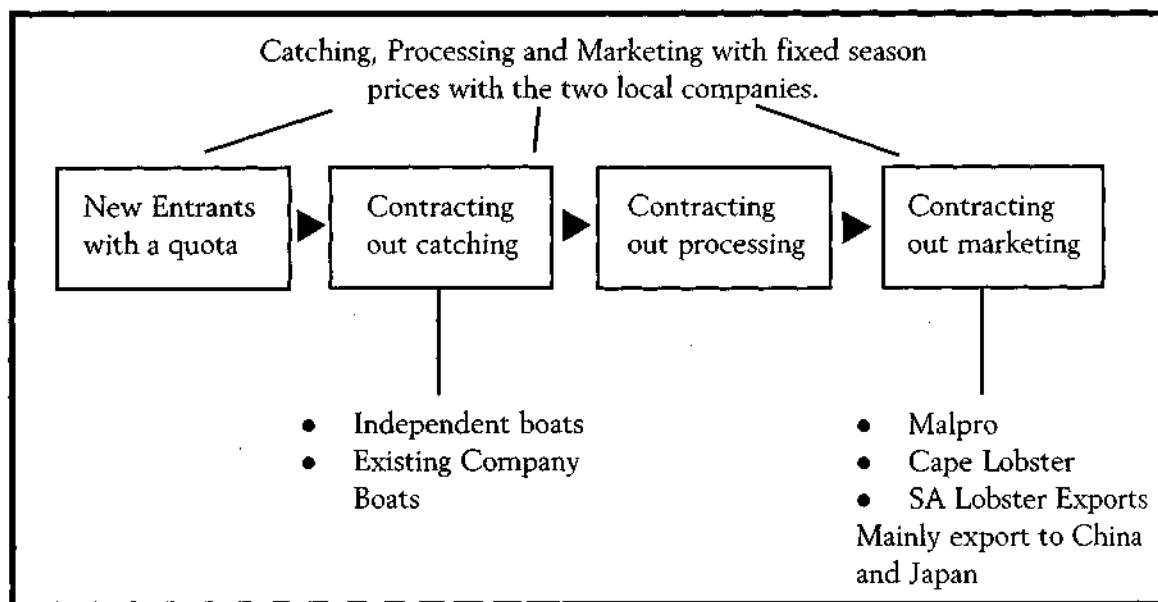 Catching, Processing and Marketing with fixed season
prices with the two local companies.
New Entrants
with a quota
Contracting
out catching
Contracting
out processing
Contracting
out marketing
● Independent boats
● Existing Company
Boats
● Malpro
● Cape Lobster
● SA Lobster Exports
Mainly export to China
and Japan